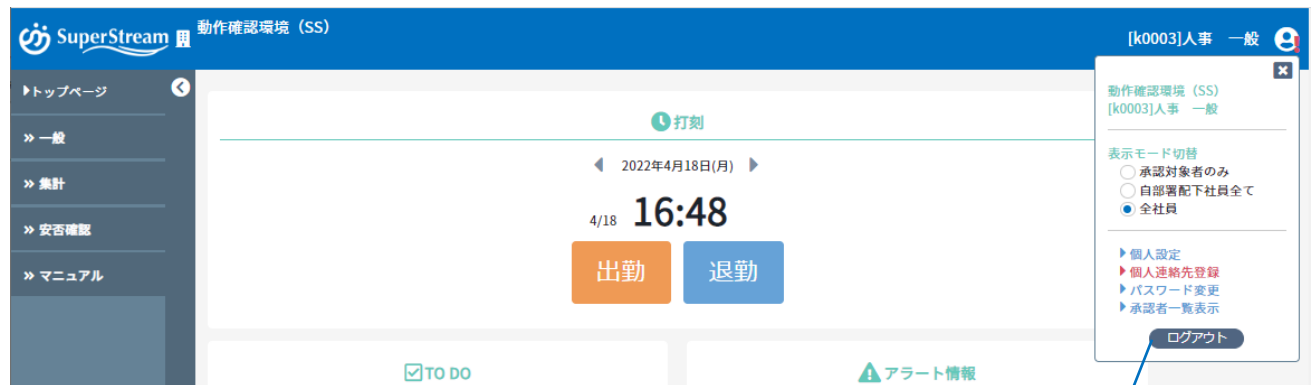 SuperStream 動作確認環境（SS）
[k0003]人事　一般
トップページ
一般
集計
安否確認
マニュアル
打刻
2022年4月18日(月)
4/18 16:48
出勤 退勤
TO DO
アラート情報
動作確認環境（SS）
[k0003]人事　一般
表示モード切替
承認対象者のみ
自部署配下社員全て
全社員
個人設定
個人連絡先登録
パスワード変更
承認者一覧表示
ログアウト